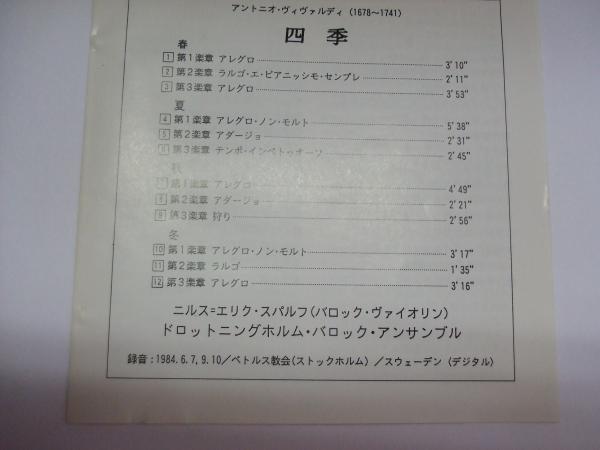 アントニオ・ヴィヴァルディ（1678〜1741）
四季
春
1 第1楽章 アレグロ 3′10″
2 第2楽章 ラルゴ・エ・ピアニッシモ・センプレ 2′11″
3 第3楽章 アレグロ 3′53″
夏
4 第1楽章 アレグロ・ノン・モルト 5′38″
5 第2楽章 アダージョ 2′31″
6 第3楽章 テンポ・インペトゥオーソ 2′45″
秋
7 第1楽章 アレグロ 4′49″
8 第2楽章 アダージョ 2′21″
9 第3楽章 狩り 2′56″
冬
10 第1楽章 アレグロ・ノン・モルト 3′17″
11 第2楽章 ラルゴ 1′35″
12 第3楽章 アレグロ 3′16″
ニルス=エリク・スパルフ（バロック・ヴァイオリン）
ドロットニングホルム・バロック・アンサンブル
録音：1984.6.7,9.10／ペトルス教会（ストックホルム）／スウェーデン（デジタル）